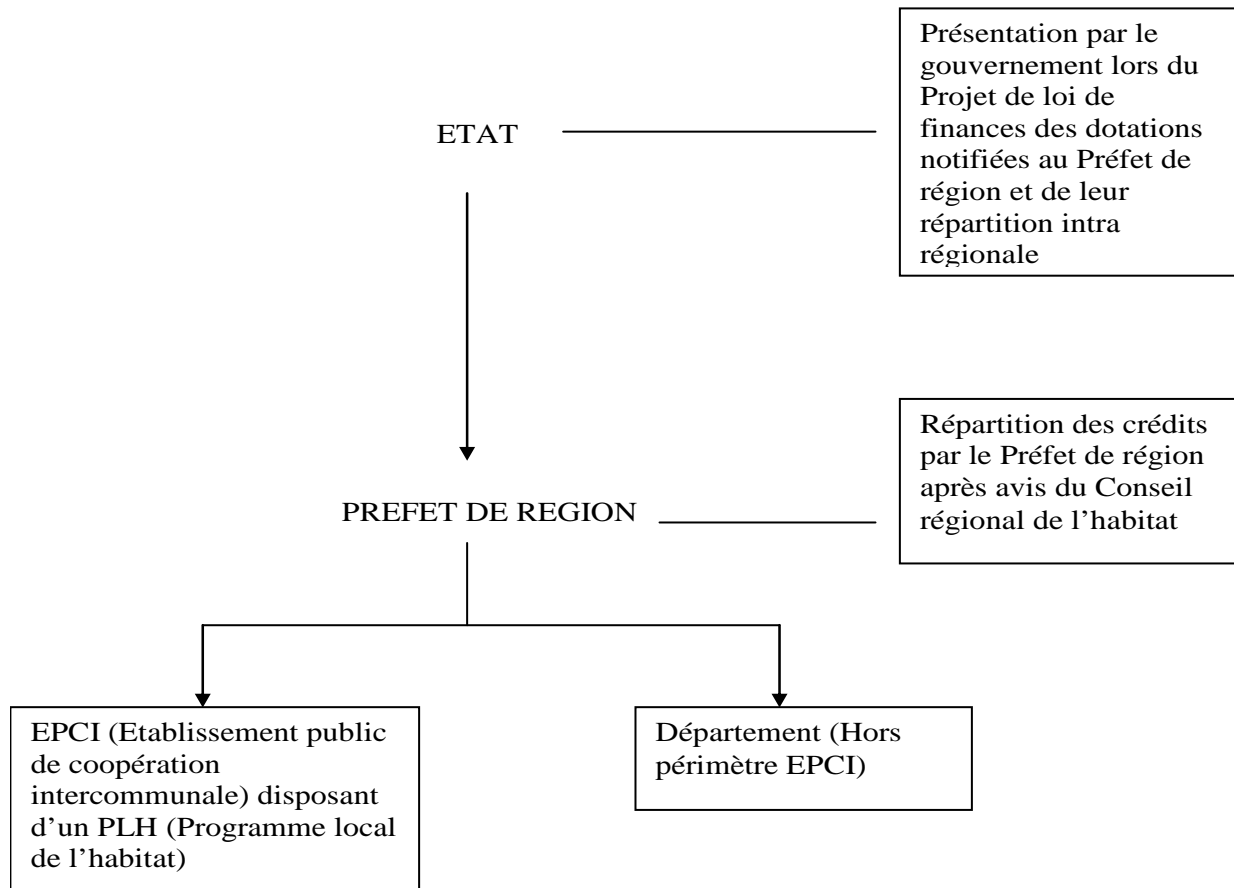 Présentation par le
gouvernement lors du
Projet de loi de
finances des dotations
notifiées au Préfet de
région et de leur
répartition intra
régionale
ETAT
Répartition des crédits
par le Préfet de région
après avis du Conseil
régional de l’habitat
PREFET DE REGION
EPCI (Etablissement public
de coopération
intercommunale) disposant
d’un PLH (Programme local
de l’habitat)
Département (Hors
périmètre EPCI)